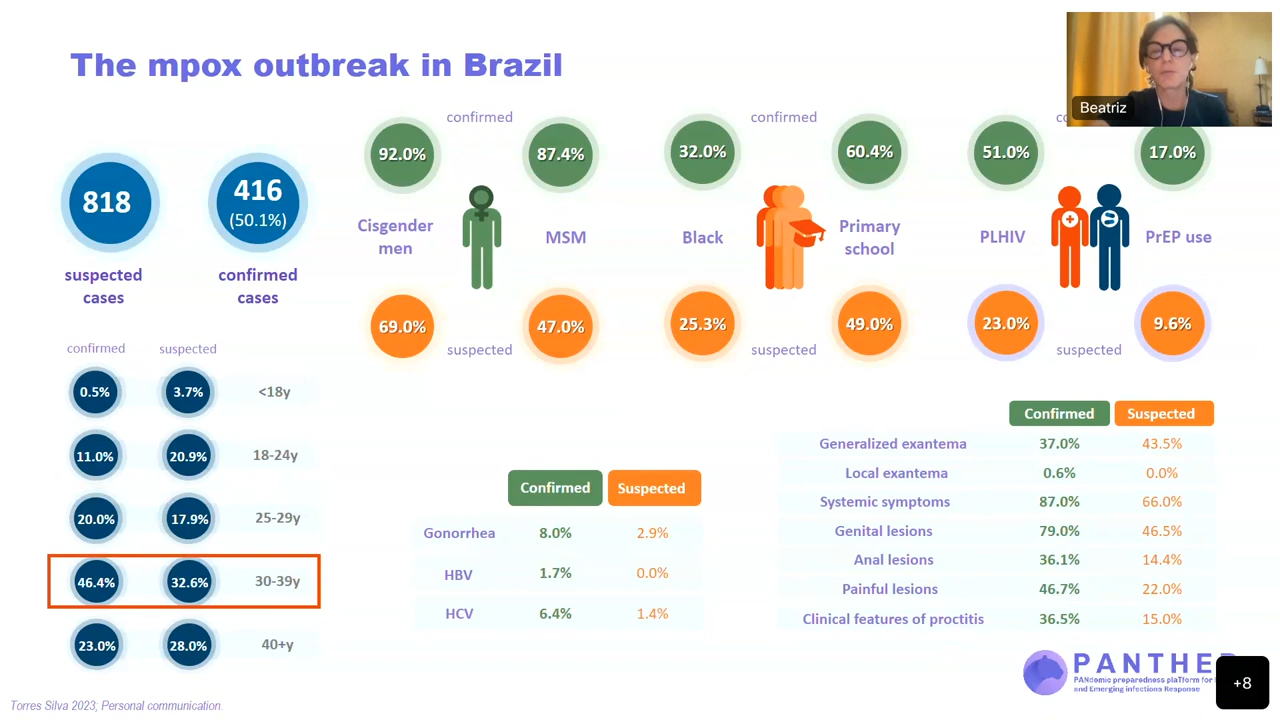 The mpox outbreak in Brazil
Beatriz
818
suspected
cases
416
(50.1%)
confirmed
cases
confirmed
92.0%
87.4%
Cisgender
men
MSM
69.0%
47.0%
suspected
confirmed
32.0%
60.4%
Black
Primary
school
25.3%
49.0%
suspected
51.0%
17.0%
PLHIV
PrEP use
23.0%
9.6%
suspected
confirmed suspected
0.5% 3.7% <18y
11.0% 20.9% 18-24y
20.0% 17.9% 25-29y
46.4% 32.6% 30-39y
23.0% 28.0% 40+y
Confirmed Suspected
Gonorrhea 8.0% 2.9%
HBV 1.7% 0.0%
HCV 6.4% 1.4%
Confirmed Suspected
Generalized exantema 37.0% 43.5%
Local exantema 0.6% 0.0%
Systemic symptoms 87.0% 66.0%
Genital lesions 79.0% 46.5%
Anal lesions 36.1% 14.4%
Painful lesions 46.7% 22.0%
Clinical features of proctitis 36.5% 15.0%
PANTHE
PANdemic preparedness plaTform for
and Emerging infections Response
+8
Torres Silva 2023; Personal communication